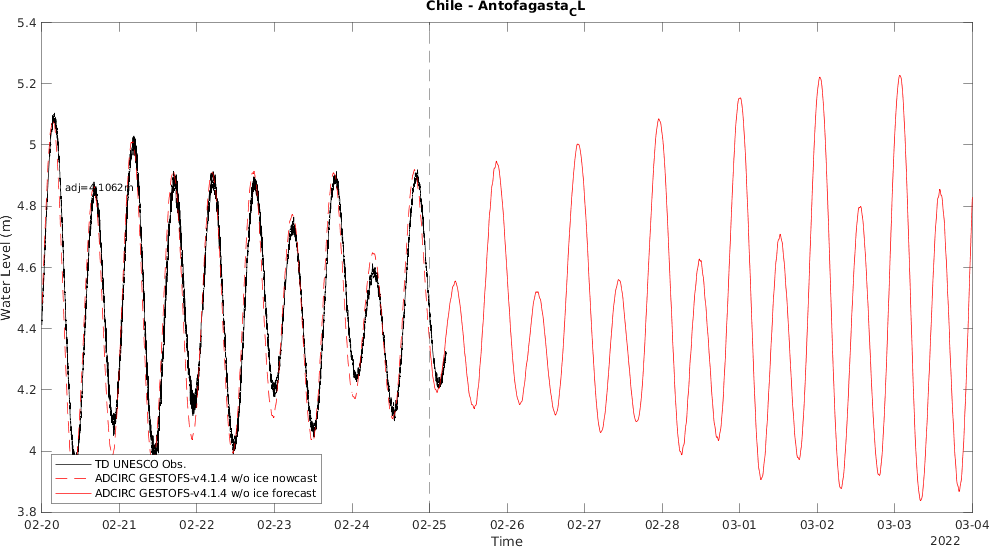 Chile - Antofagasta_CL
5.4
5.2
5
4.8
4.6
4.4
4.2
4
3.8
Water Level (m)
adj=4.1062m
TD UNESCO Obs.
ADCIRC GESTOFS-v4.1.4 w/o ice nowcast
ADCIRC GESTOFS-v4.1.4 w/o ice forecast
02-20 02-21 02-22 02-23 02-24 02-25 02-26 02-27 02-28 03-01 03-02 03-03 03-04
Time
2022